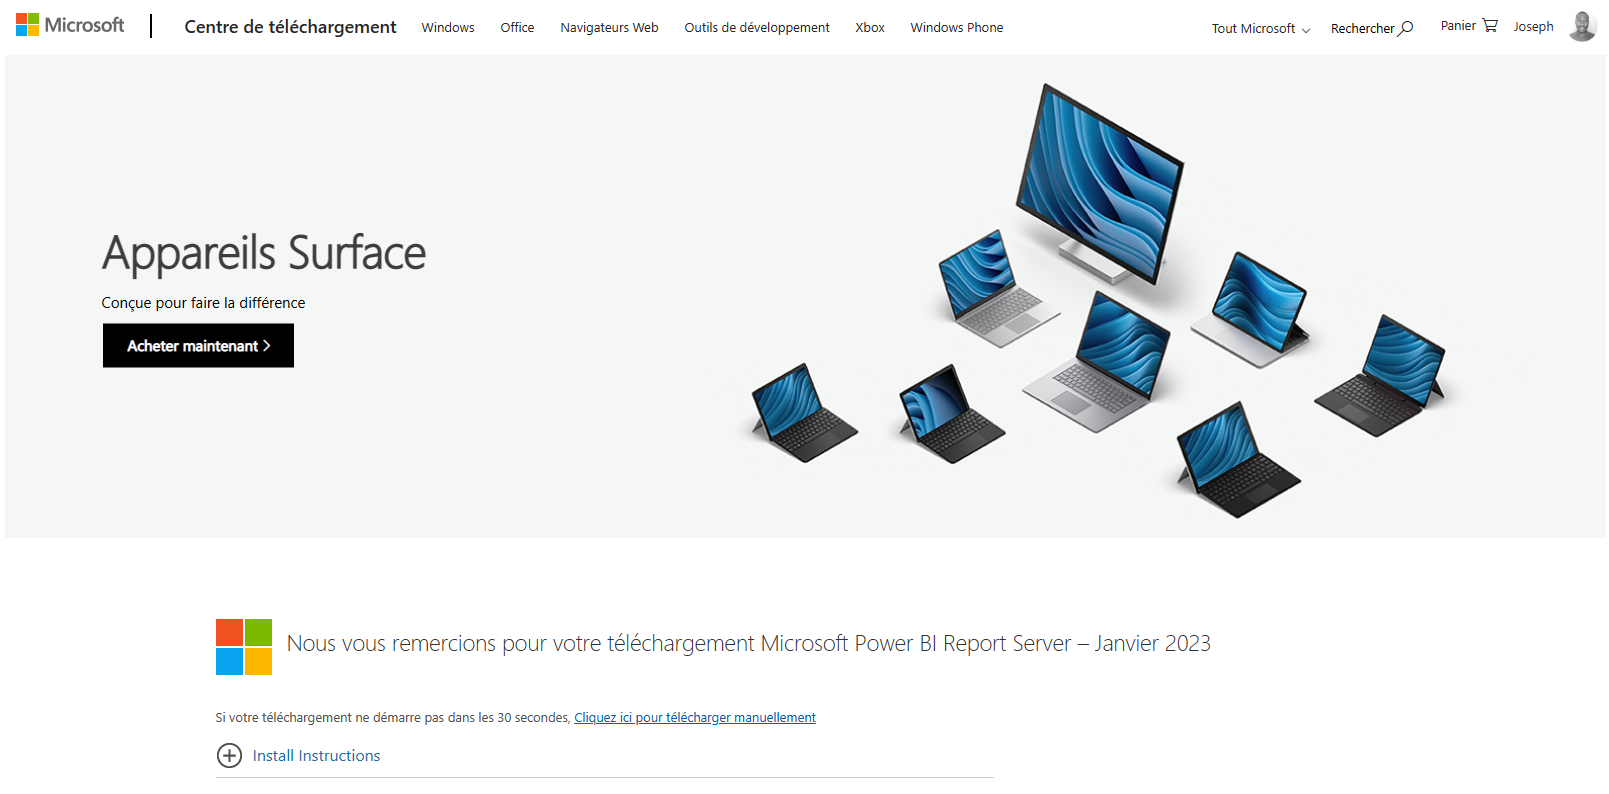 Microsoft
Centre de téléchargement
Windows
Office
Navigateurs Web
Outils de développement
Xbox
Windows Phone
Tout Microsoft
Rechercher
Panier
Joseph
Appareils Surface
Conçue pour faire la différence
Acheter maintenant
Nous vous remercions pour votre téléchargement Microsoft Power BI Report Server – Janvier 2023
Si votre téléchargement ne démarre pas dans les 30 secondes, Cliquez ici pour télécharger manuellement
Install Instructions